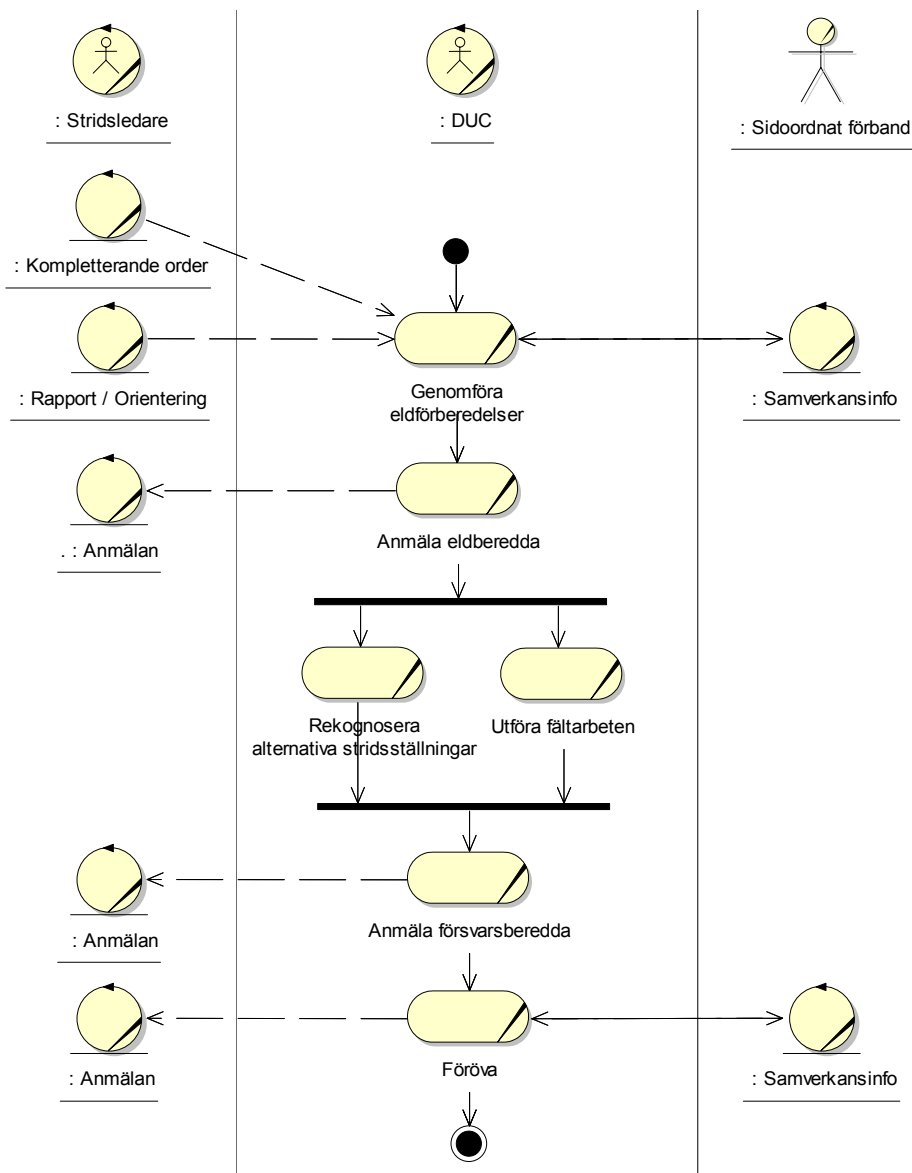 : Stridsledare
: DUC
: Sidoordnat förband
: Kompletterande order
: Rapport / Orientering
Genomföra
eldförberedelser
: Samverkansinfo
. : Anmälan
Anmäla eldberedda
Rekognosera
alternativa stridsställningar
Utföra fältarbeten
: Anmälan
Anmäla försvarsberedda
: Anmälan
Föröva
: Samverkansinfo